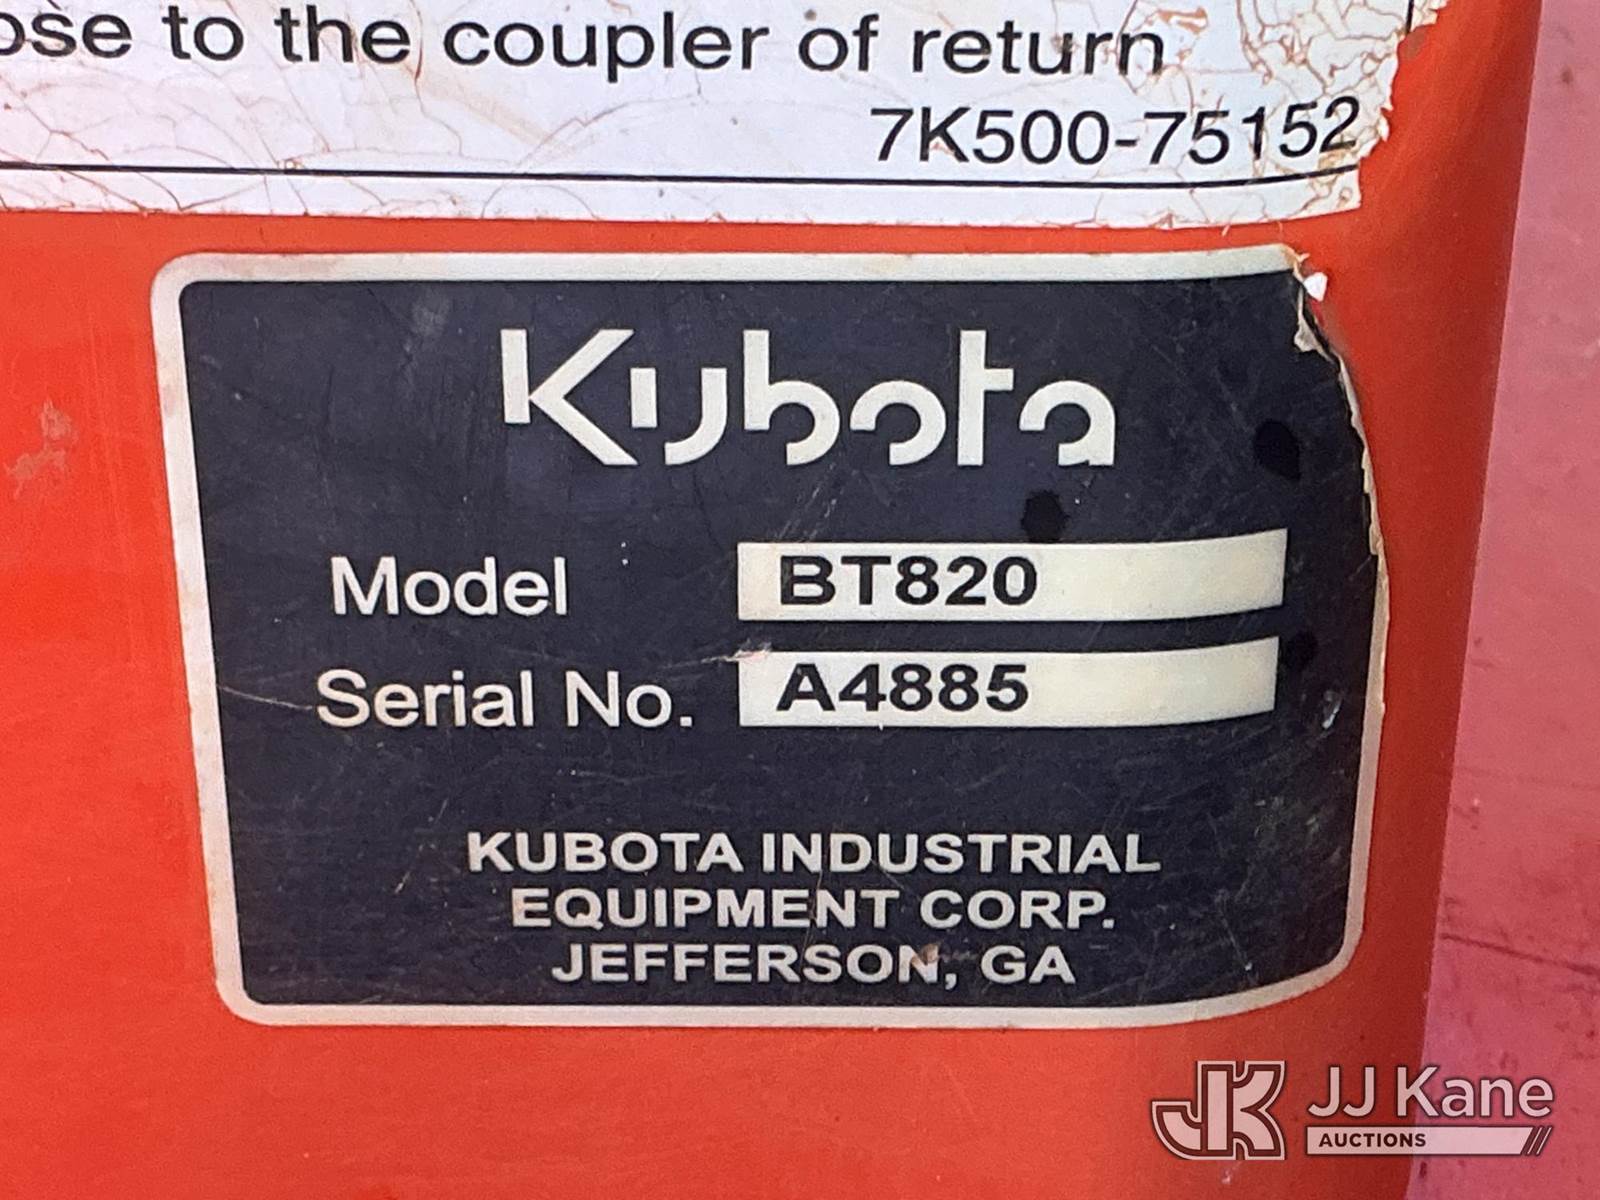 to the coupler of return
7K500-75152
Kubota
Model BT820
Serial No. A4885
KUBOTA INDUSTRIAL
EQUIPMENT CORP.
JEFFERSON, GA
JK JJ Kane
AUCTIONS